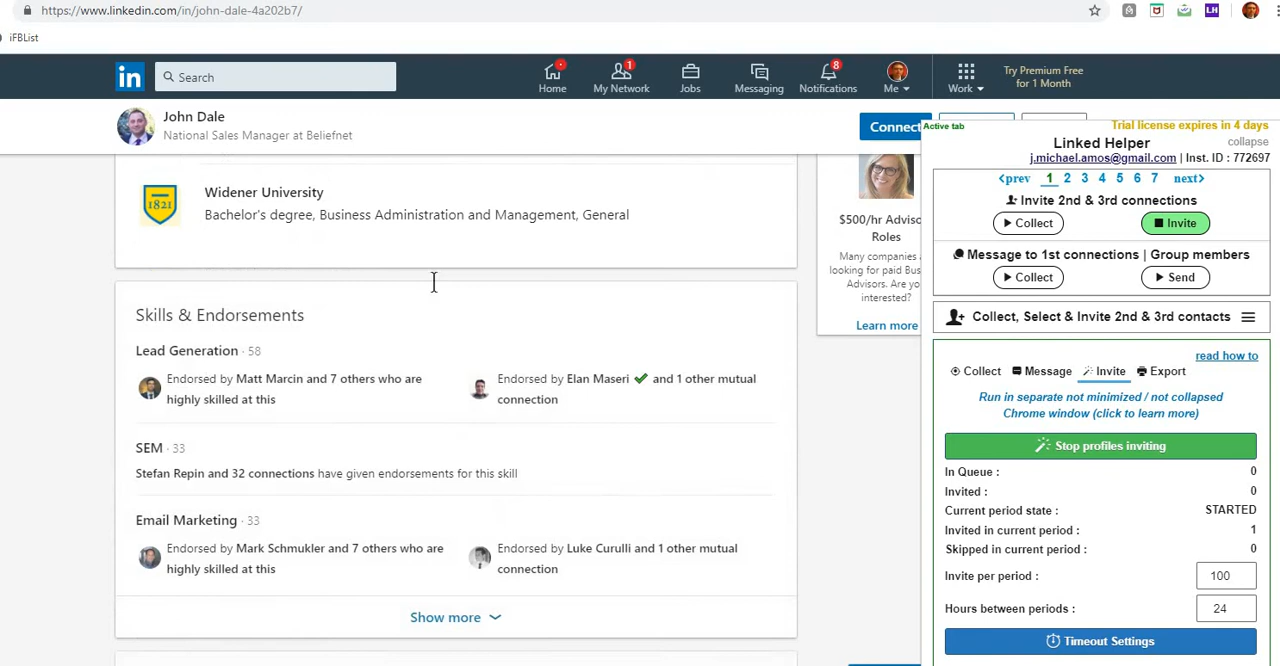 https://www.linkedin.com/in/john-dale-4a202b7/
LH
iFBList
in
Search
1
8
Home
My Network
Jobs
Messaging
Notifications
Me
Work
Try Premium Free
for 1 Month
John Dale
National Sales Manager at Beliefnet
Connect
Active tab
Trial license expires in 4 days
Linked Helper
collapse
j.michael.amos@gmail.com | Inst. ID : 772697
<prev 1 2 3 4 5 6 7 next>
Invite 2nd & 3rd connections
Collect
Invite
Message to 1st connections | Group members
Collect
Send
Collect, Select & Invite 2nd & 3rd contacts
read how to
Collect
Message
Invite
Export
Run in separate not minimized / not collapsed
Chrome window (click to learn more)
Stop profiles inviting
In Queue : 0
Invited : 0
Current period state : STARTED
Invited in current period : 1
Skipped in current period : 0
Invite per period : 100
Hours between periods : 24
Timeout Settings
1821
Widener University
Bachelor's degree, Business Administration and Management, General
$500/hr Adviso
Roles
Many companies a
looking for paid Bus
Advisors. Are yo
interested?
Learn more
Skills & Endorsements
Lead Generation · 58
Endorsed by Matt Marcin and 7 others who are
highly skilled at this
Endorsed by Elan Maseri and 1 other mutual
connection
SEM · 33
Stefan Repin and 32 connections have given endorsements for this skill
Email Marketing · 33
Endorsed by Mark Schmukler and 7 others who are
highly skilled at this
Endorsed by Luke Curulli and 1 other mutual
connection
Show more